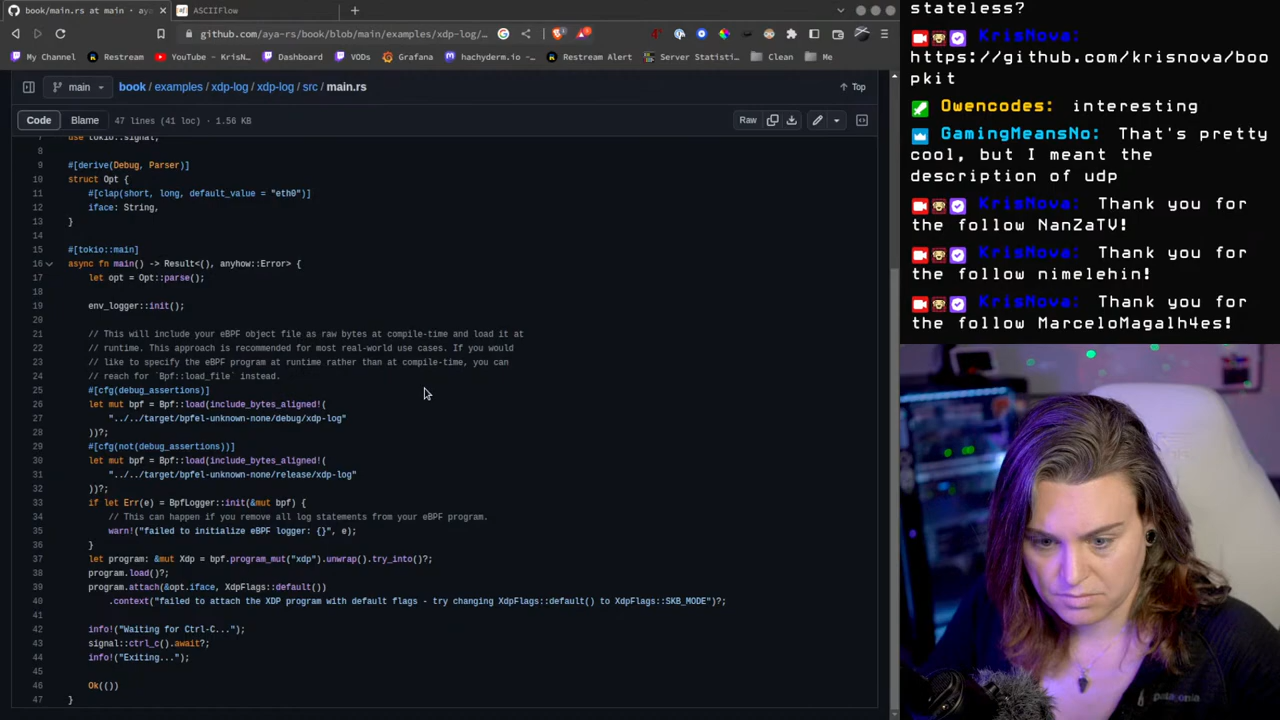 book/main.rs at main · aya-r
ASCIIFlow
github.com/aya-rs/book/blob/main/examples/xdp-log/...
My Channel
Restream
YouTube - KrisN...
Dashboard
VODs
Grafana
hachyderm.io - ...
Restream Alert
Server Statisti...
Clean
Me
main
book / examples / xdp-log / xdp-log / src / main.rs
Top
Code
Blame
47 lines (41 loc) · 1.56 KB
Raw
7 use tokio::signal;
8
9 #[derive(Debug, Parser)]
10 struct Opt {
11 #[clap(short, long, default_value = "eth0")]
12 iface: String,
13 }
14
15 #[tokio::main]
16 async fn main() -> Result<(), anyhow::Error> {
17 let opt = Opt::parse();
18
19 env_logger::init();
20
21 // This will include your eBPF object file as raw bytes at compile-time and load it at
22 // runtime. This approach is recommended for most real-world use cases. If you would
23 // like to specify the eBPF program at runtime rather than at compile-time, you can
24 // reach for `Bpf::load_file` instead.
25 #[cfg(debug_assertions)]
26 let mut bpf = Bpf::load(include_bytes_aligned!(
27 "../../target/bpfel-unknown-none/debug/xdp-log"
28 ))?;
29 #[cfg(not(debug_assertions))]
30 let mut bpf = Bpf::load(include_bytes_aligned!(
31 "../../target/bpfel-unknown-none/release/xdp-log"
32 ))?;
33 if let Err(e) = BpfLogger::init(&mut bpf) {
34 // This can happen if you remove all log statements from your eBPF program.
35 warn!("failed to initialize eBPF logger: {}", e);
36 }
37 let program: &mut Xdp = bpf.program_mut("xdp").unwrap().try_into()?;
38 program.load()?;
39 program.attach(&opt.iface, XdpFlags::default())
40 .context("failed to attach the XDP program with default flags - try changing XdpFlags::default() to XdpFlags::SKB_MODE")?;
41
42 info!("Waiting for Ctrl-C...");
43 signal::ctrl_c().await?;
44 info!("Exiting...");
45
46 Ok(())
47 }
stateless?
KrisNova:
https://github.com/krisnova/boo
pkit
Owencodes: interesting
GamingMeansNo: That's pretty
cool, but I meant the
description of udp
KrisNova: Thank you for
the follow NanZaTV!
KrisNova: Thank you for
the follow nimelehin!
KrisNova: Thank you for
the follow MarceloMagalh4es!
patagonia